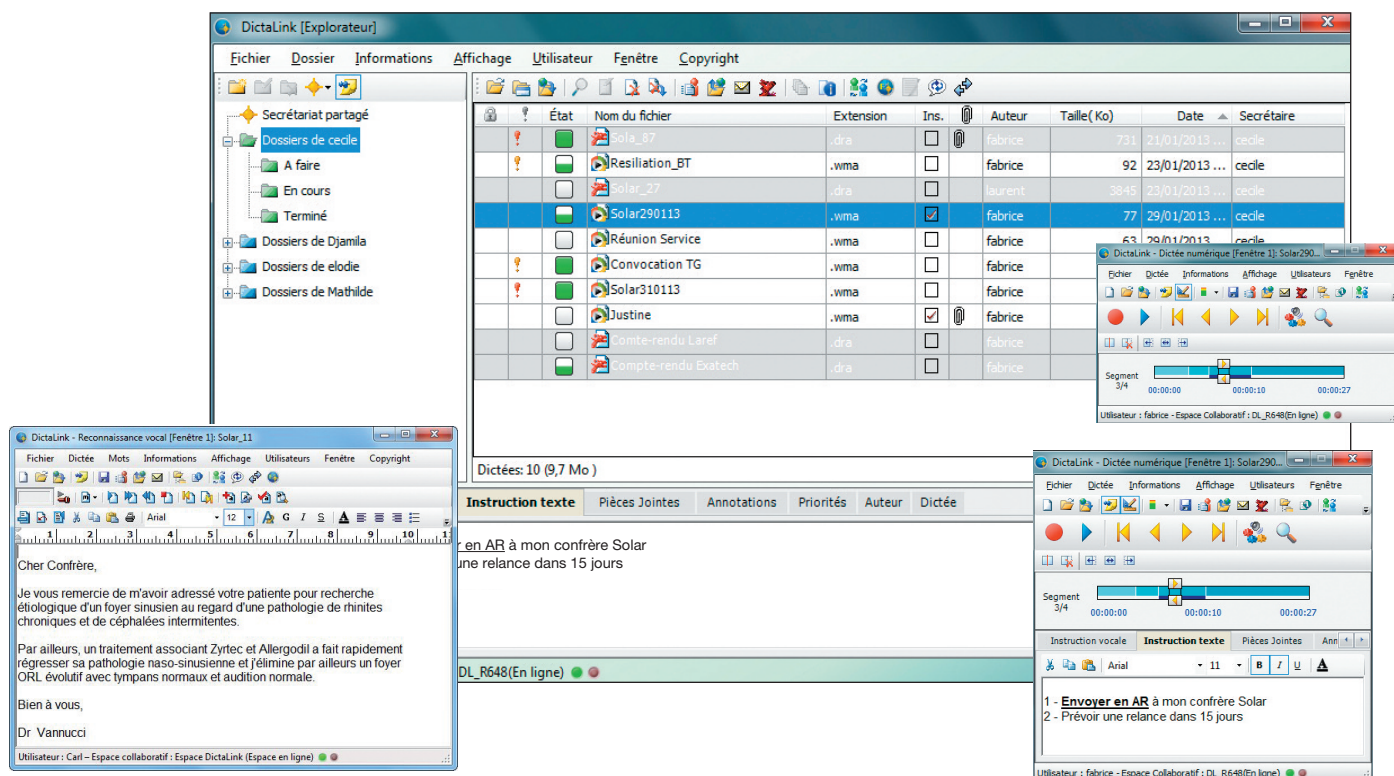 DictaLink [Explorateur]
Fichier Dossier Informations Affichage Utilisateur Fenêtre Copyright
Secrétariat partagé
Dossiers de cecile
A faire
En cours
Terminé
Dossiers de Djamila
Dossiers de elodie
Dossiers de Mathilde
État Nom du fichier Extension Ins. Auteur Taille( Ko) Date Secrétaire
Sola_87 .dra fabrice 731 21/01/2013 ... cecile
Resiliation_BT .wma fabrice 92 23/01/2013 ... cecile
Solar_27 .dra laurent 3845 23/01/2013 ... cecile
Solar290113 .wma fabrice 77 29/01/2013 ... cecile
Réunion Service .wma fabrice 63 29/01/2013 cecile
Convocation TG .wma fabrice
Solar310113 .wma fabrice
Justine .wma fabrice
Comte-rendu Laref .dra fabrice
Compte-rendu Exatech .dra fabrice
Dictées: 10 (9,7 Mo )
Instruction texte Pièces Jointes Annotations Priorités Auteur Dictée
r en AR à mon confrère Solar
une relance dans 15 jours
DL_R648(En ligne)
DictaLink - Dictée numérique [Fenêtre 1]: Solar290...
Fichier Dictée Informations Affichage Utilisateurs Fenêtre
Segment
3/4
00:00:00 00:00:10 00:00:27
Utilisateur : fabrice - Espace Collaboratif : DL_R648(En ligne)
DictaLink - Reconnaissance vocal [Fenêtre 1]: Solar_11
Fichier Dictée Mots Informations Affichage Utilisateurs Fenêtre Copyright
Arial 12 G I S A
1 2 3 4 5 6 7 8 9 10 11
Cher Confrère,
Je vous remercie de m'avoir adressé votre patiente pour recherche
étiologique d'un foyer sinusien au regard d'une pathologie de rhinites
chroniques et de céphalées intermitentes.
Par ailleurs, un traitement associant Zyrtec et Allergodil a fait rapidement
régresser sa pathologie naso-sinusienne et j'élimine par ailleurs un foyer
ORL évolutif avec tympans normaux et audition normale.
Bien à vous,
Dr Vannucci
Utilisateur : Carl – Espace collaboratif : Espace DictaLink (Espace en ligne)
DictaLink - Dictée numérique [Fenêtre 1]: Solar290...
Fichier Dictée Informations Affichage Utilisateurs Fenêtre
Segment
3/4
00:00:00 00:00:10 00:00:27
Instruction vocale Instruction texte Pièces Jointes Ann
Arial 11 B I U A
1 - Envoyer en AR à mon confrère Solar
2 - Prévoir une relance dans 15 jours
Utilisateur : fabrice - Espace Collaboratif : DL_R648(En ligne)